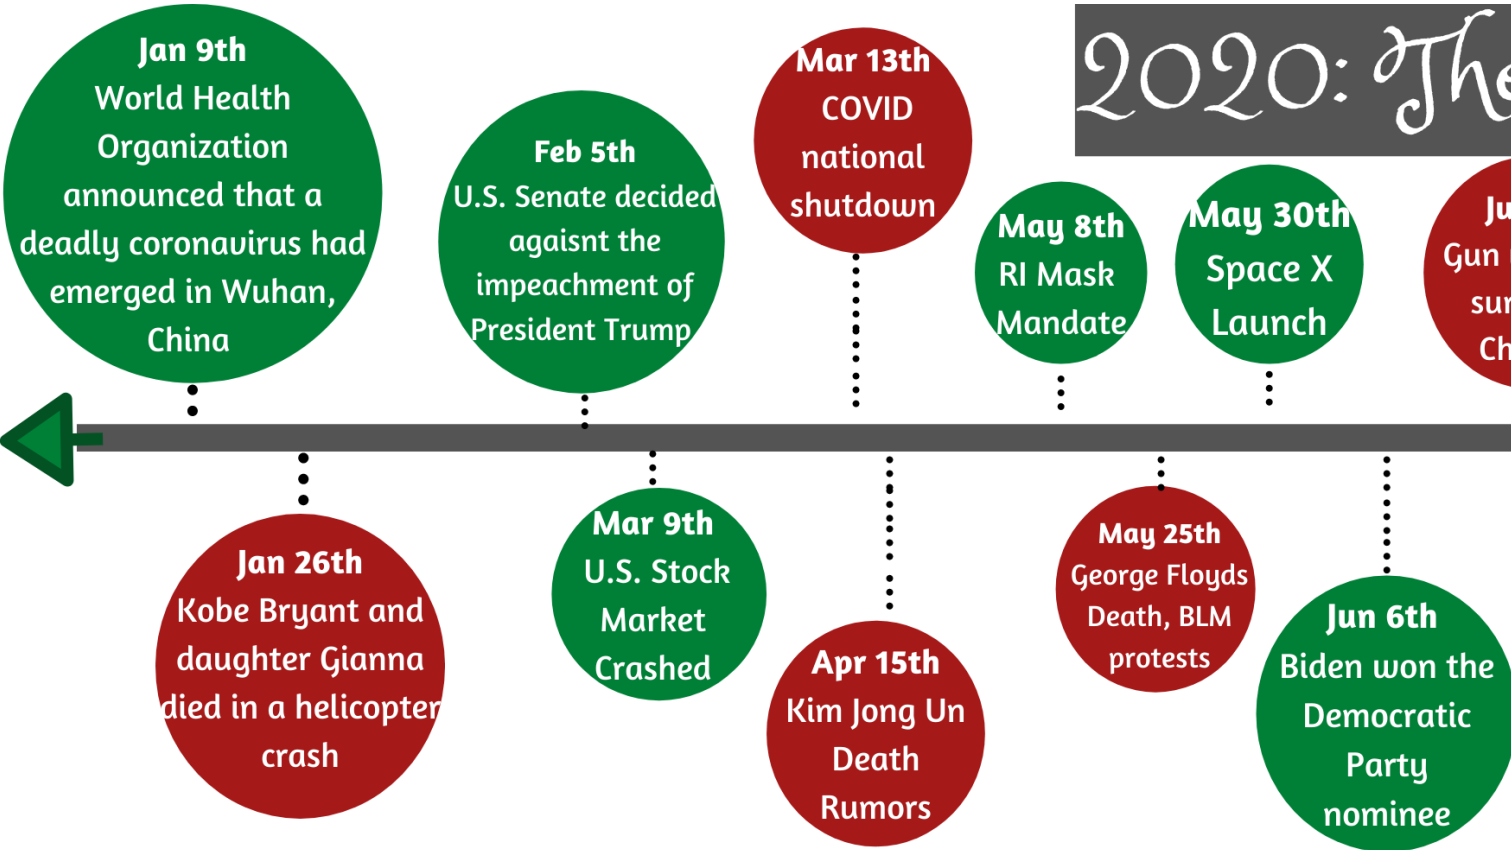 2020: The
Jan 9th
World Health
Organization
announced that a
deadly coronavirus had
emerged in Wuhan,
China
Jan 26th
Kobe Bryant and
daughter Gianna
died in a helicopter
crash
Feb 5th
U.S. Senate decided
agaisnt the
impeachment of
President Trump
Mar 9th
U.S. Stock
Market
Crashed
Mar 13th
COVID
national
shutdown
Apr 15th
Kim Jong Un
Death
Rumors
May 8th
RI Mask
Mandate
May 25th
George Floyds
Death, BLM
protests
May 30th
Space X
Launch
Jun 6th
Biden won the
Democratic
Party
nominee
Gun